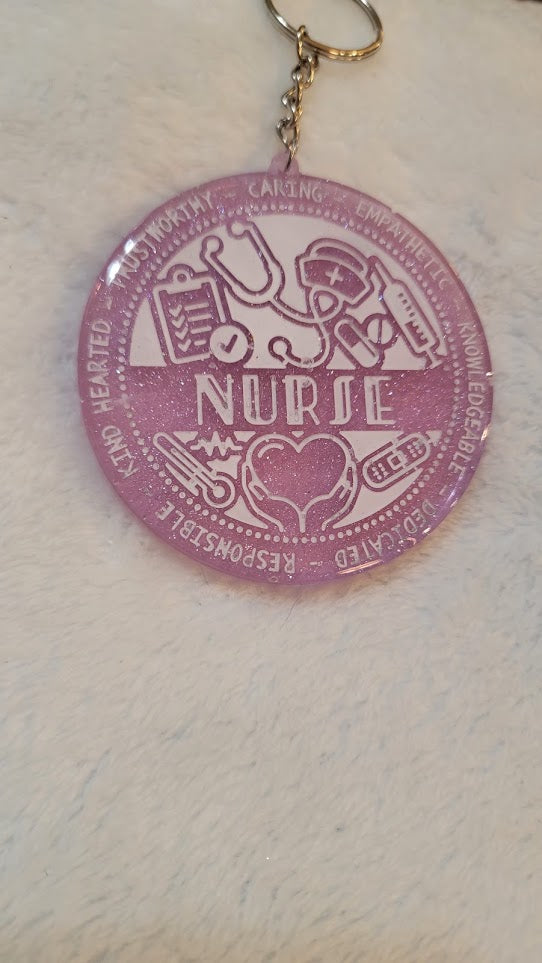 CARING - EMPATHETIC - KNOWLEDGEABLE - DEDICATED - RESPONSIBLE - KIND HEARTED - TRUSTWORTHY -
NURSE